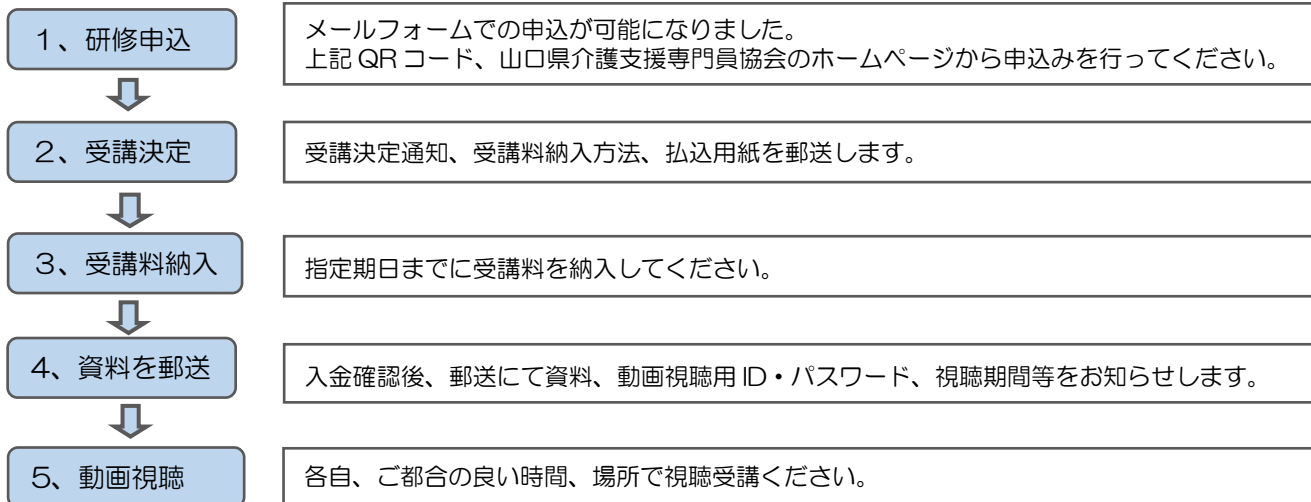 1、研修申込
メールフォームでの申込が可能になりました。
上記 QR コード、山口県介護支援専門員協会のホームページから申込みを行ってください。
2、受講決定
受講決定通知、受講料納入方法、払込用紙を郵送します。
3、受講料納入
指定期日までに受講料を納入してください。
4、資料を郵送
入金確認後、郵送にて資料、動画視聴用 ID・パスワード、視聴期間等をお知らせします。
5、動画視聴
各自、ご都合の良い時間、場所で視聴受講ください。